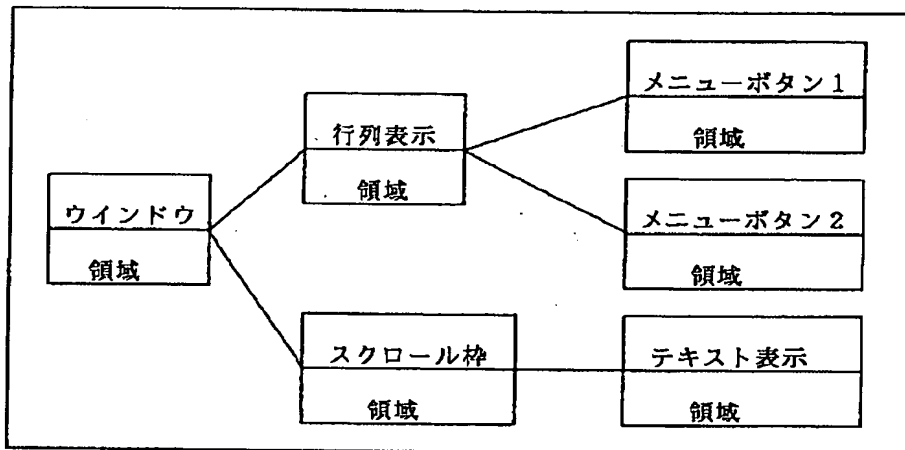 ウインドウ
領域
行列表示
領域
メニューボタン1
領域
メニューボタン2
領域
スクロール枠
領域
テキスト表示
領域